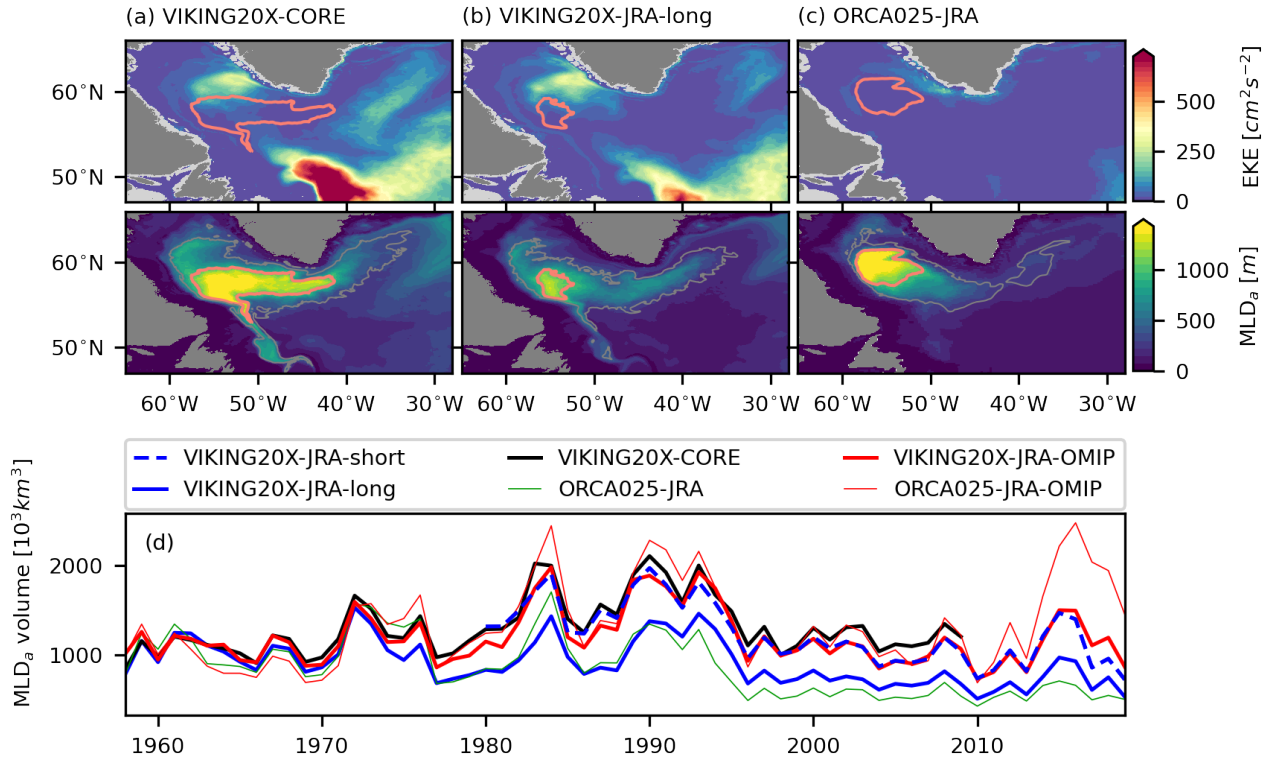 (a) VIKING20X-CORE
(b) VIKING20X-JRA-long
(c) ORCA025-JRA
60°N
50°N
500
250
0
EKE [cm²s⁻²]
60°N
50°N
1000
500
0
MLDₐ [m]
60°W 50°W 40°W 30°W
60°W 50°W 40°W 30°W
60°W 50°W 40°W 30°W
VIKING20X-JRA-short
VIKING20X-CORE
VIKING20X-JRA-OMIP
VIKING20X-JRA-long
ORCA025-JRA
ORCA025-JRA-OMIP
MLDₐ volume [10³km³]
(d)
2000
1000
1960 1970 1980 1990 2000 2010